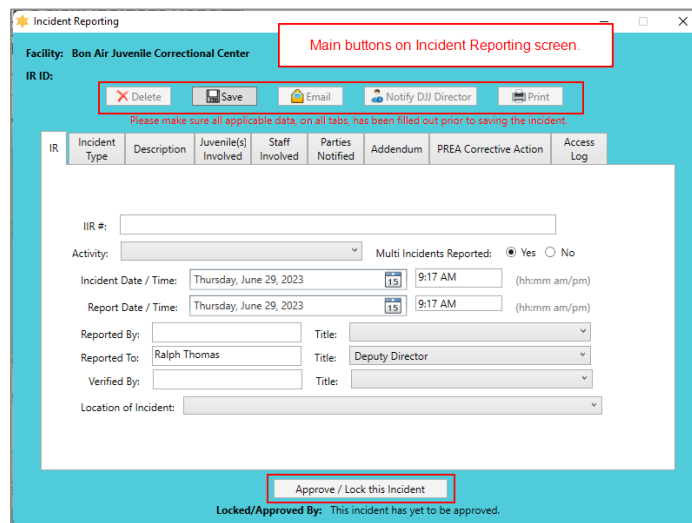 Incident Reporting
Main buttons on Incident Reporting screen.
Facility: Bon Air Juvenile Correctional Center
IR ID:
Delete Save Email Notify DJJ Director Print
Please make sure all applicable data, on all tabs, has been filled out prior to saving the incident.
IR Incident Type Description Juvenile(s) Involved Staff Involved Parties Notified Addendum PREA Corrective Action Access Log
IIR #:
Activity: Multi Incidents Reported: Yes No
Incident Date / Time: Thursday, June 29, 2023 15 9:17 AM (hh:mm am/pm)
Report Date / Time: Thursday, June 29, 2023 15 9:17 AM (hh:mm am/pm)
Reported By: Title:
Reported To: Ralph Thomas Title: Deputy Director
Verified By: Title:
Location of Incident:
Approve / Lock this Incident
Locked/Approved By: This incident has yet to be approved.